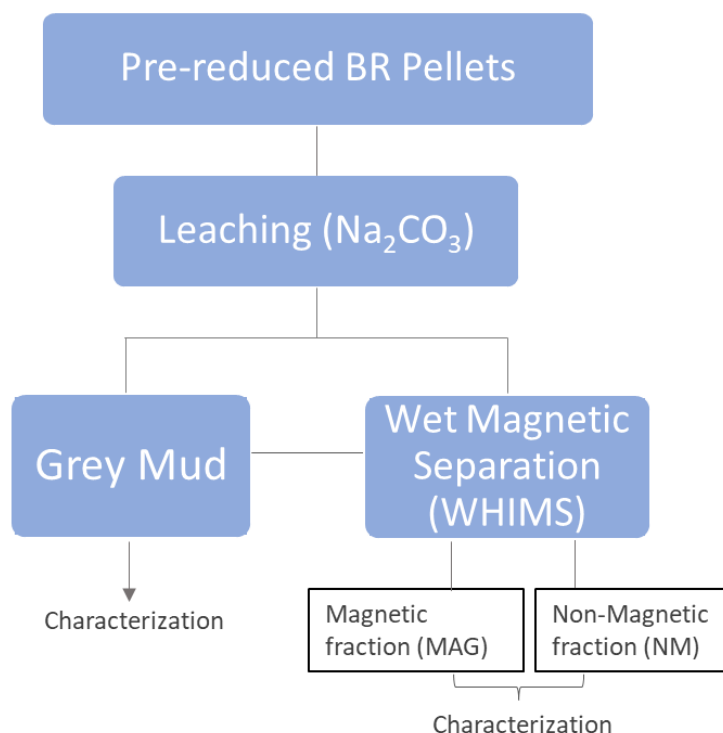 Pre-reduced BR Pellets
Leaching (Na₂CO₃)
Grey Mud
Wet Magnetic
Separation
(WHIMS)
Characterization
Magnetic
fraction (MAG)
Non-Magnetic
fraction (NM)
Characterization